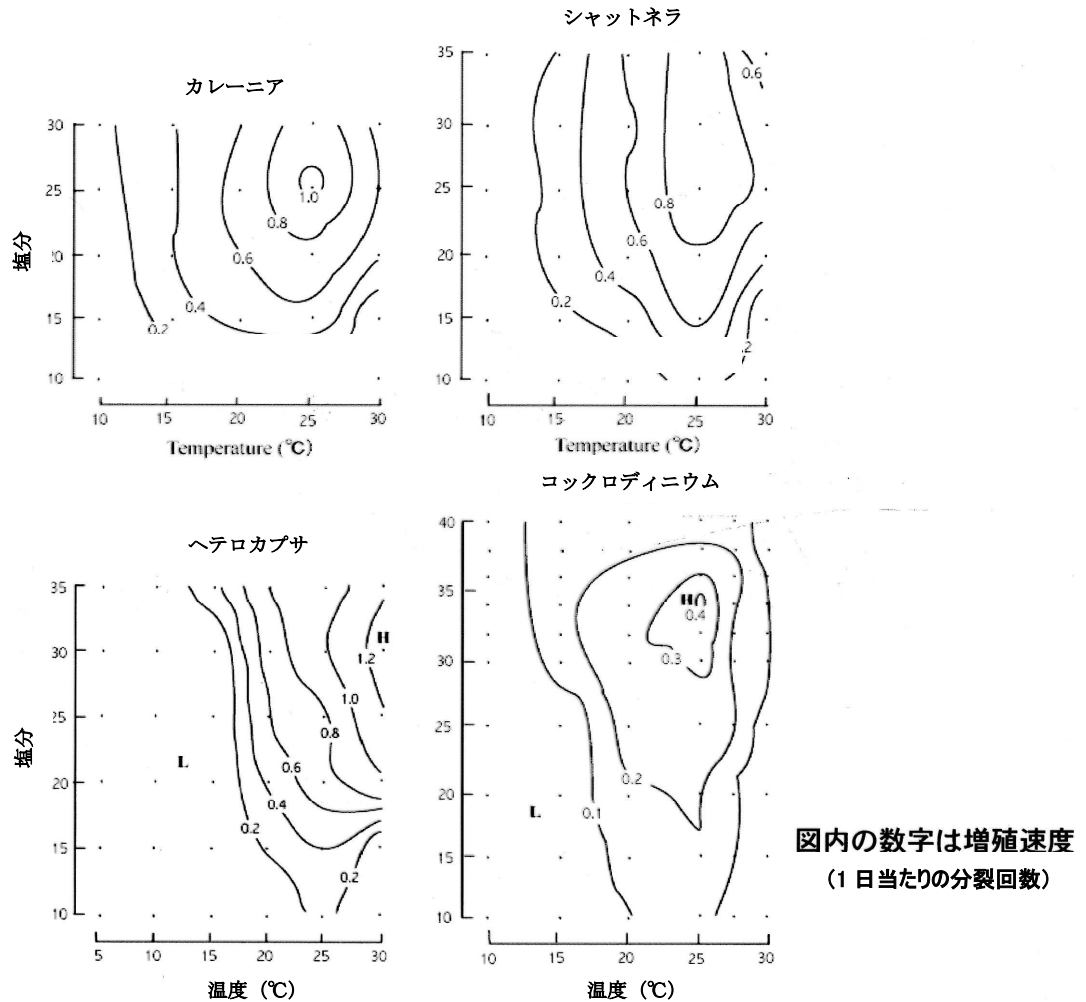 カレーニア
塩分
30
25
20
15
10
1.0
0.8
0.6
0.4
0.2
10 15 20 25 30
Temperature (℃)
シャットネラ
35
30
25
20
15
10
0.6
0.8
0.6
0.4
0.2
.2
10 15 20 25 30
Temperature (℃)
ヘテロカプサ
塩分
35
30
25
20
15
10
H
1.2
1.0
0.8
L
0.6
0.4
0.2
0.2
5 10 15 20 25 30
温度（℃）
コックロディニウム
40
35
30
25
20
15
10
H
0.4
0.3
0.2
L
0.1
10 15 20 25 30
温度（℃）
図内の数字は増殖速度
（1 日当たりの分裂回数）